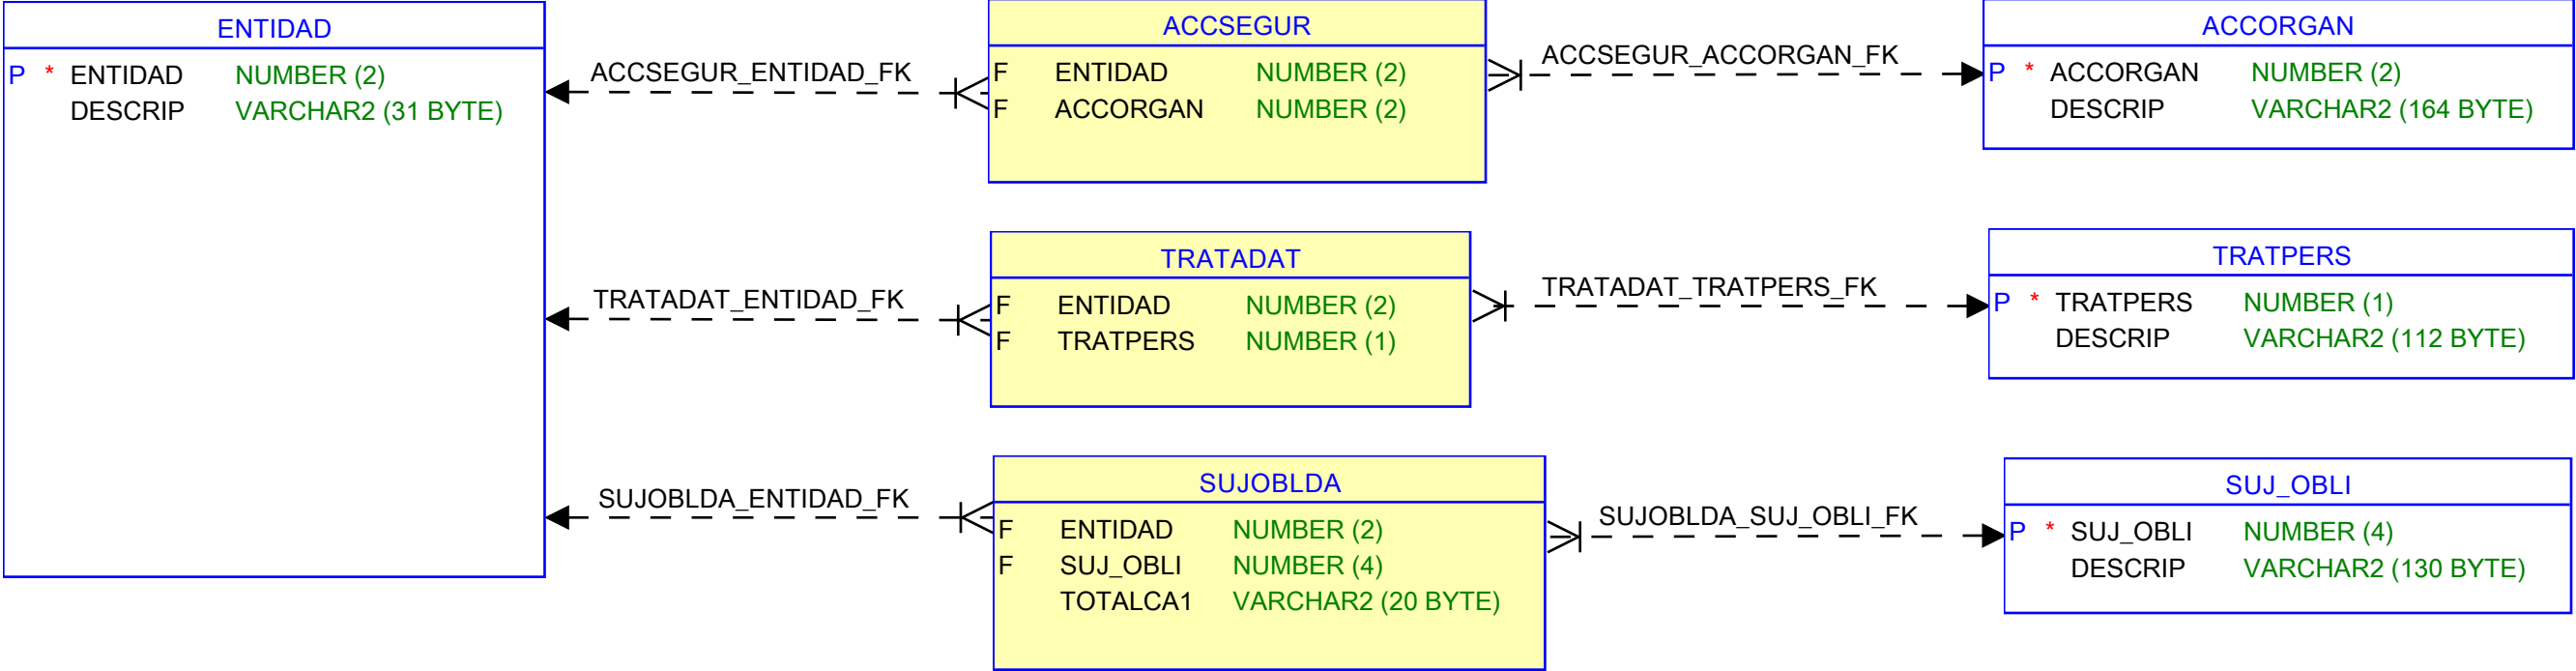 ENTIDAD
P * ENTIDAD NUMBER (2)
DESCRIP VARCHAR2 (31 BYTE)
ACCSEGUR_ENTIDAD_FK
ACCSEGUR
F ENTIDAD NUMBER (2)
F ACCORGAN NUMBER (2)
ACCSEGUR_ACCORGAN_FK
ACCORGAN
P * ACCORGAN NUMBER (2)
DESCRIP VARCHAR2 (164 BYTE)
TRATADAT_ENTIDAD_FK
TRATADAT
F ENTIDAD NUMBER (2)
F TRATPERS NUMBER (1)
TRATADAT_TRATPERS_FK
TRATPERS
P * TRATPERS NUMBER (1)
DESCRIP VARCHAR2 (112 BYTE)
SUJOBLDA_ENTIDAD_FK
SUJOBLDA
F ENTIDAD NUMBER (2)
F SUJ_OBLI NUMBER (4)
TOTALCA1 VARCHAR2 (20 BYTE)
SUJOBLDA_SUJ_OBLI_FK
SUJ_OBLI
P * SUJ_OBLI NUMBER (4)
DESCRIP VARCHAR2 (130 BYTE)